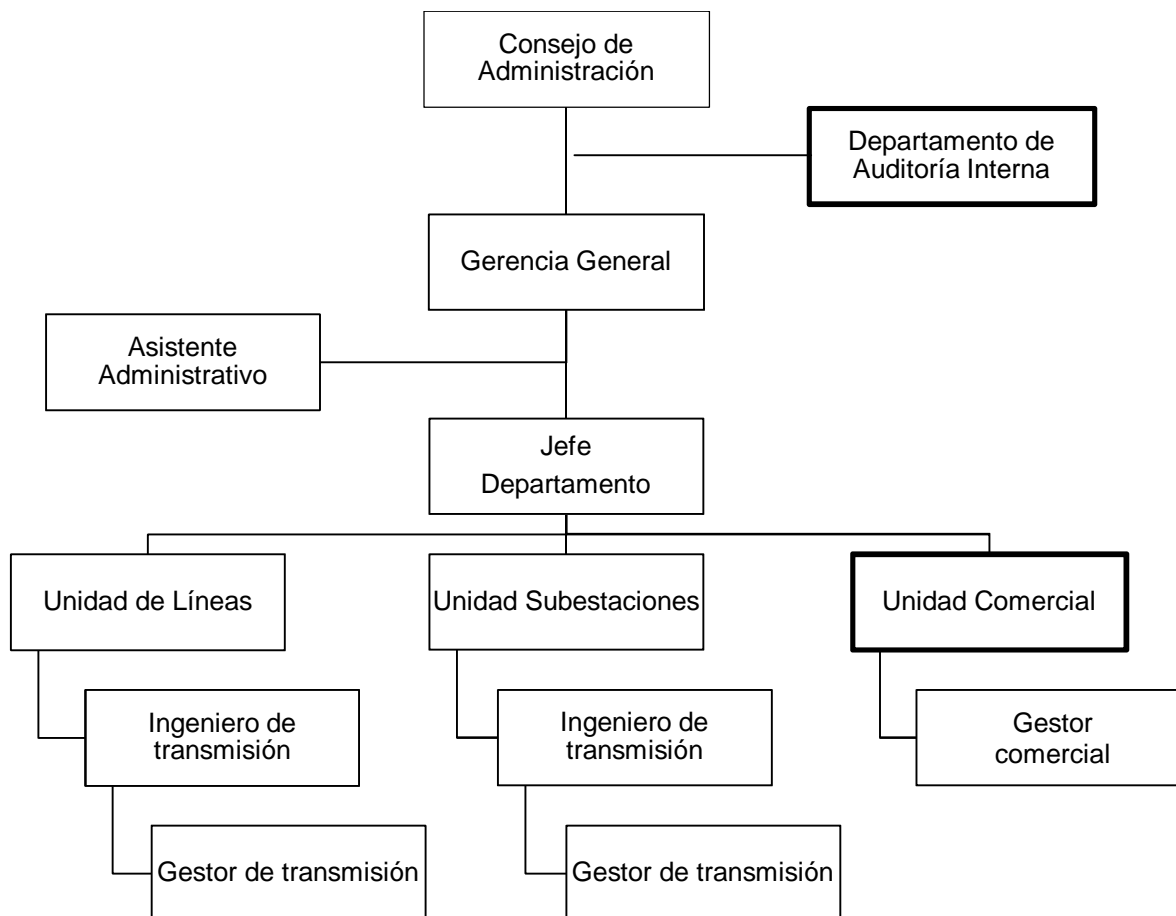 Consejo de
Administración
Departamento de
Auditoría Interna
Gerencia General
Asistente
Administrativo
Jefe
Departamento
Unidad de Líneas
Unidad Subestaciones
Unidad Comercial
Ingeniero de
transmisión
Ingeniero de
transmisión
Gestor
comercial
Gestor de transmisión
Gestor de transmisión